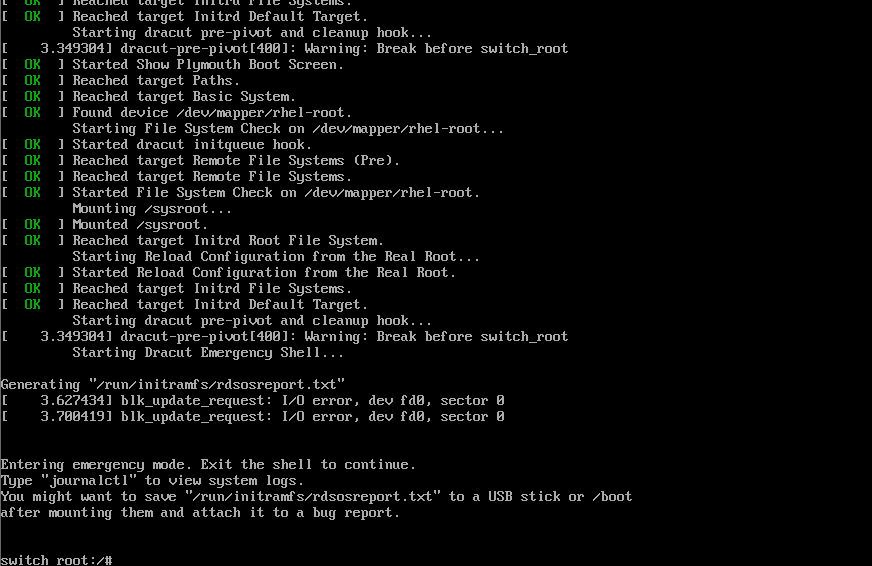 [  OK  ] Reached target Initrd File Systems.
[  OK  ] Reached target Initrd Default Target.
         Starting dracut pre-pivot and cleanup hook...
[    3.349304] dracut-pre-pivot[400]: Warning: Break before switch_root
[  OK  ] Started Show Plymouth Boot Screen.
[  OK  ] Reached target Paths.
[  OK  ] Reached target Basic System.
[  OK  ] Found device /dev/mapper/rhel-root.
         Starting File System Check on /dev/mapper/rhel-root...
[  OK  ] Started dracut initqueue hook.
[  OK  ] Reached target Remote File Systems (Pre).
[  OK  ] Reached target Remote File Systems.
[  OK  ] Started File System Check on /dev/mapper/rhel-root.
         Mounting /sysroot...
[  OK  ] Mounted /sysroot.
[  OK  ] Reached target Initrd Root File System.
         Starting Reload Configuration from the Real Root...
[  OK  ] Started Reload Configuration from the Real Root.
[  OK  ] Reached target Initrd File Systems.
[  OK  ] Reached target Initrd Default Target.
         Starting dracut pre-pivot and cleanup hook...
[    3.349304] dracut-pre-pivot[400]: Warning: Break before switch_root
         Starting Dracut Emergency Shell...
Generating "/run/initramfs/rdsosreport.txt"
[    3.627434] blk_update_request: I/O error, dev fd0, sector 0
[    3.700419] blk_update_request: I/O error, dev fd0, sector 0
Entering emergency mode. Exit the shell to continue.
Type "journalctl" to view system logs.
You might want to save "/run/initramfs/rdsosreport.txt" to a USB stick or /boot
after mounting them and attach it to a bug report.
switch_root:/#